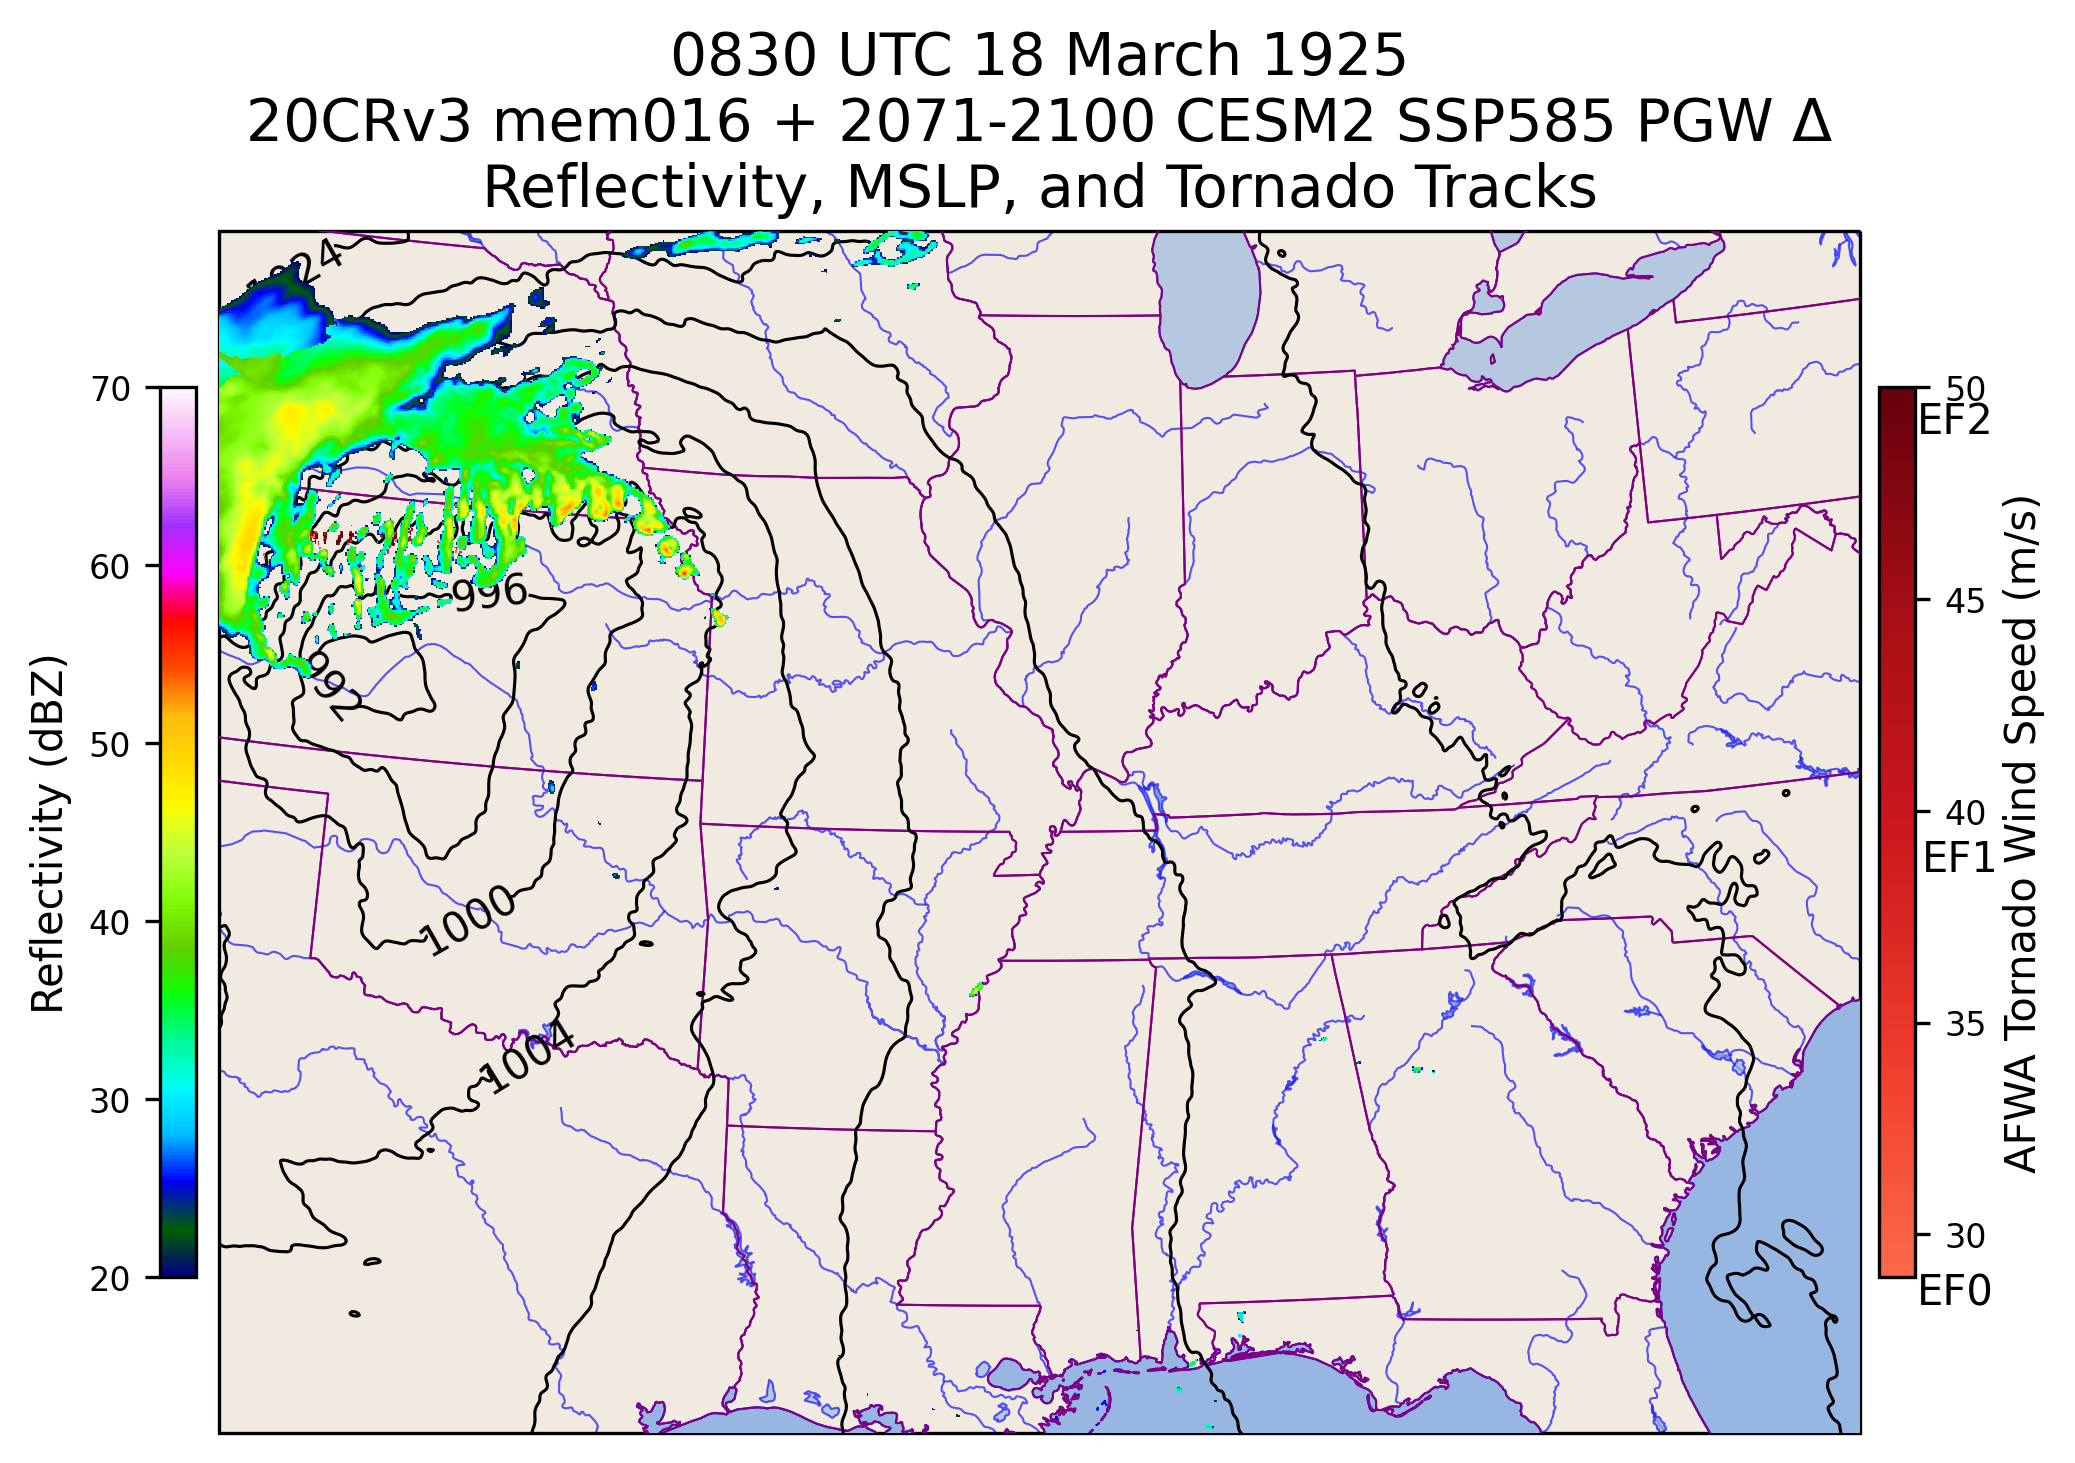 0830 UTC 18 March 1925
20CRv3 mem016 + 2071-2100 CESM2 SSP585 PGW Δ
Reflectivity, MSLP, and Tornado Tracks
Reflectivity (dBZ)
70
60
50
40
30
20
996
992
1000
1004
50
EF2
45
40
EF1
35
30
EF0
AFWA Tornado Wind Speed (m/s)